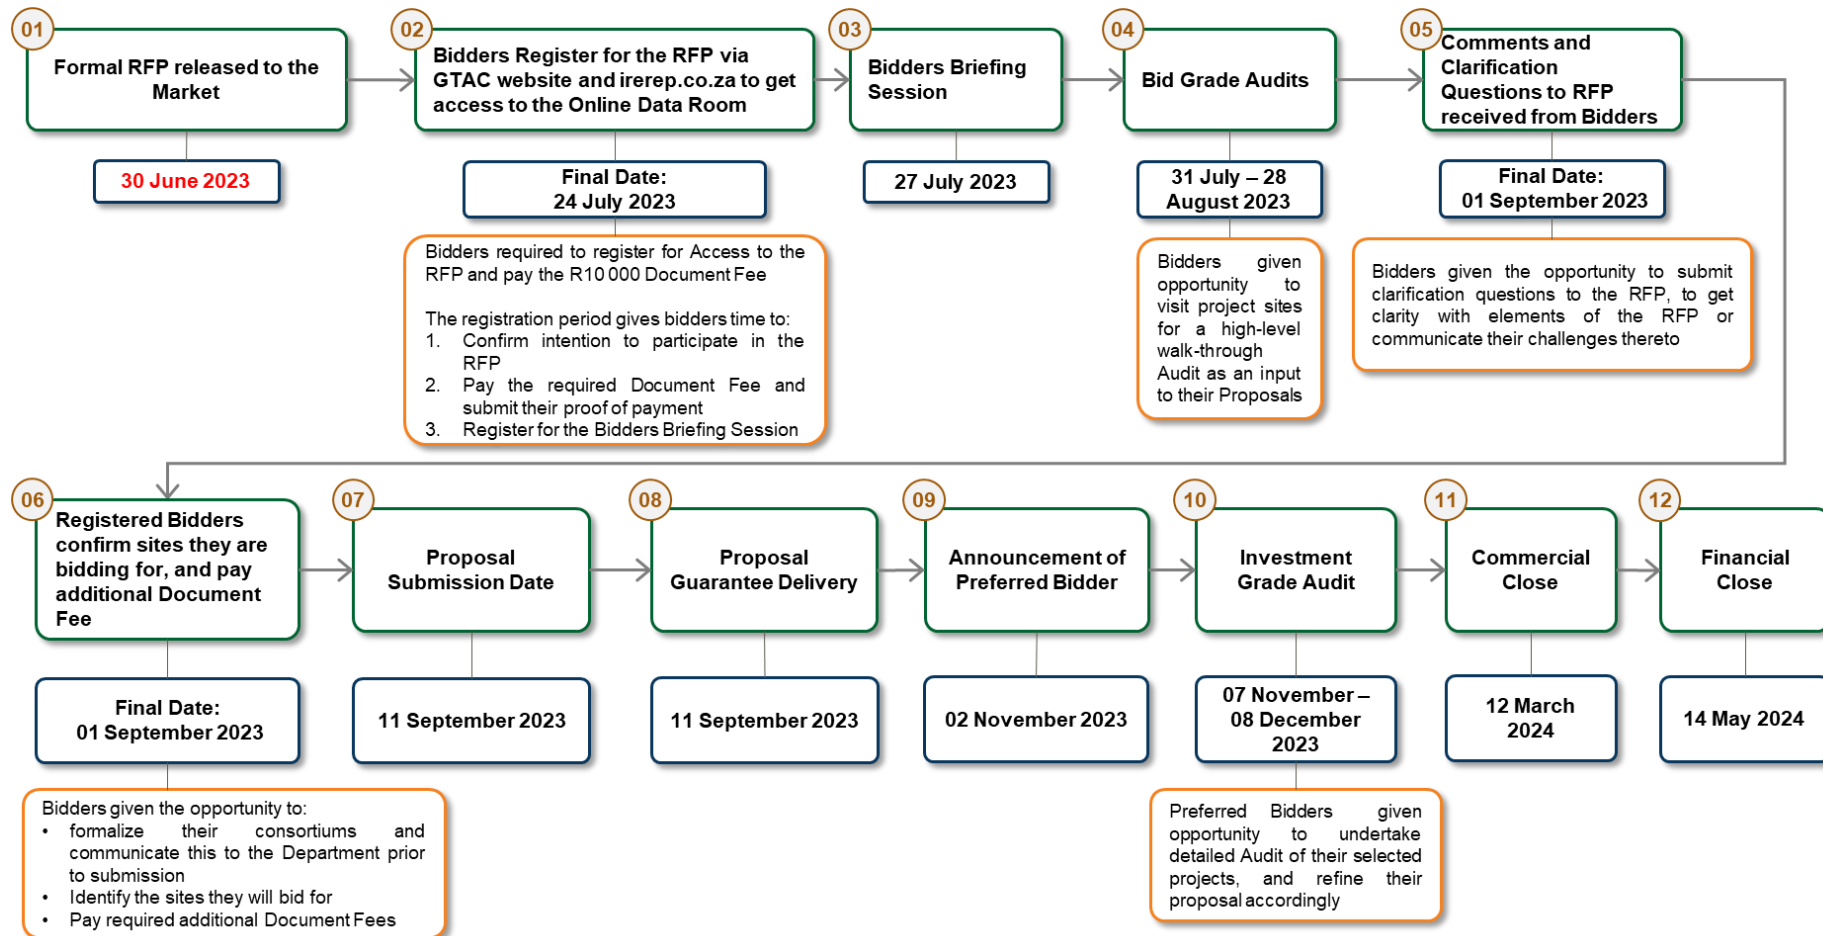 01
Formal RFP released to the
Market
30 June 2023
02
Bidders Register for the RFP via
GTAC website and irerep.co.za to get
access to the Online Data Room
Final Date:
24 July 2023
Bidders required to register for Access to the
RFP and pay the R10 000 Document Fee
The registration period gives bidders time to:
1. Confirm intention to participate in the
RFP
2. Pay the required Document Fee and
submit their proof of payment
3. Register for the Bidders Briefing Session
03
Bidders Briefing
Session
27 July 2023
04
Bid Grade Audits
31 July – 28
August 2023
Bidders given
opportunity to
visit project sites
for a high-level
walk-through
Audit as an input
to their Proposals
05
Comments and
Clarification
Questions to RFP
received from Bidders
Final Date:
01 September 2023
Bidders given the opportunity to submit
clarification questions to the RFP, to get
clarity with elements of the RFP or
communicate their challenges thereto
06
Registered Bidders
confirm sites they are
bidding for, and pay
additional Document
Fee
Final Date:
01 September 2023
Bidders given the opportunity to:
• formalize their consortiums and
communicate this to the Department prior
to submission
• Identify the sites they will bid for
• Pay required additional Document Fees
07
Proposal
Submission Date
11 September 2023
08
Proposal
Guarantee Delivery
11 September 2023
09
Announcement of
Preferred Bidder
02 November 2023
10
Investment
Grade Audit
07 November –
08 December
2023
Preferred Bidders given
opportunity to undertake
detailed Audit of their selected
projects, and refine their
proposal accordingly
11
Commercial
Close
12 March
2024
12
Financial
Close
14 May 2024